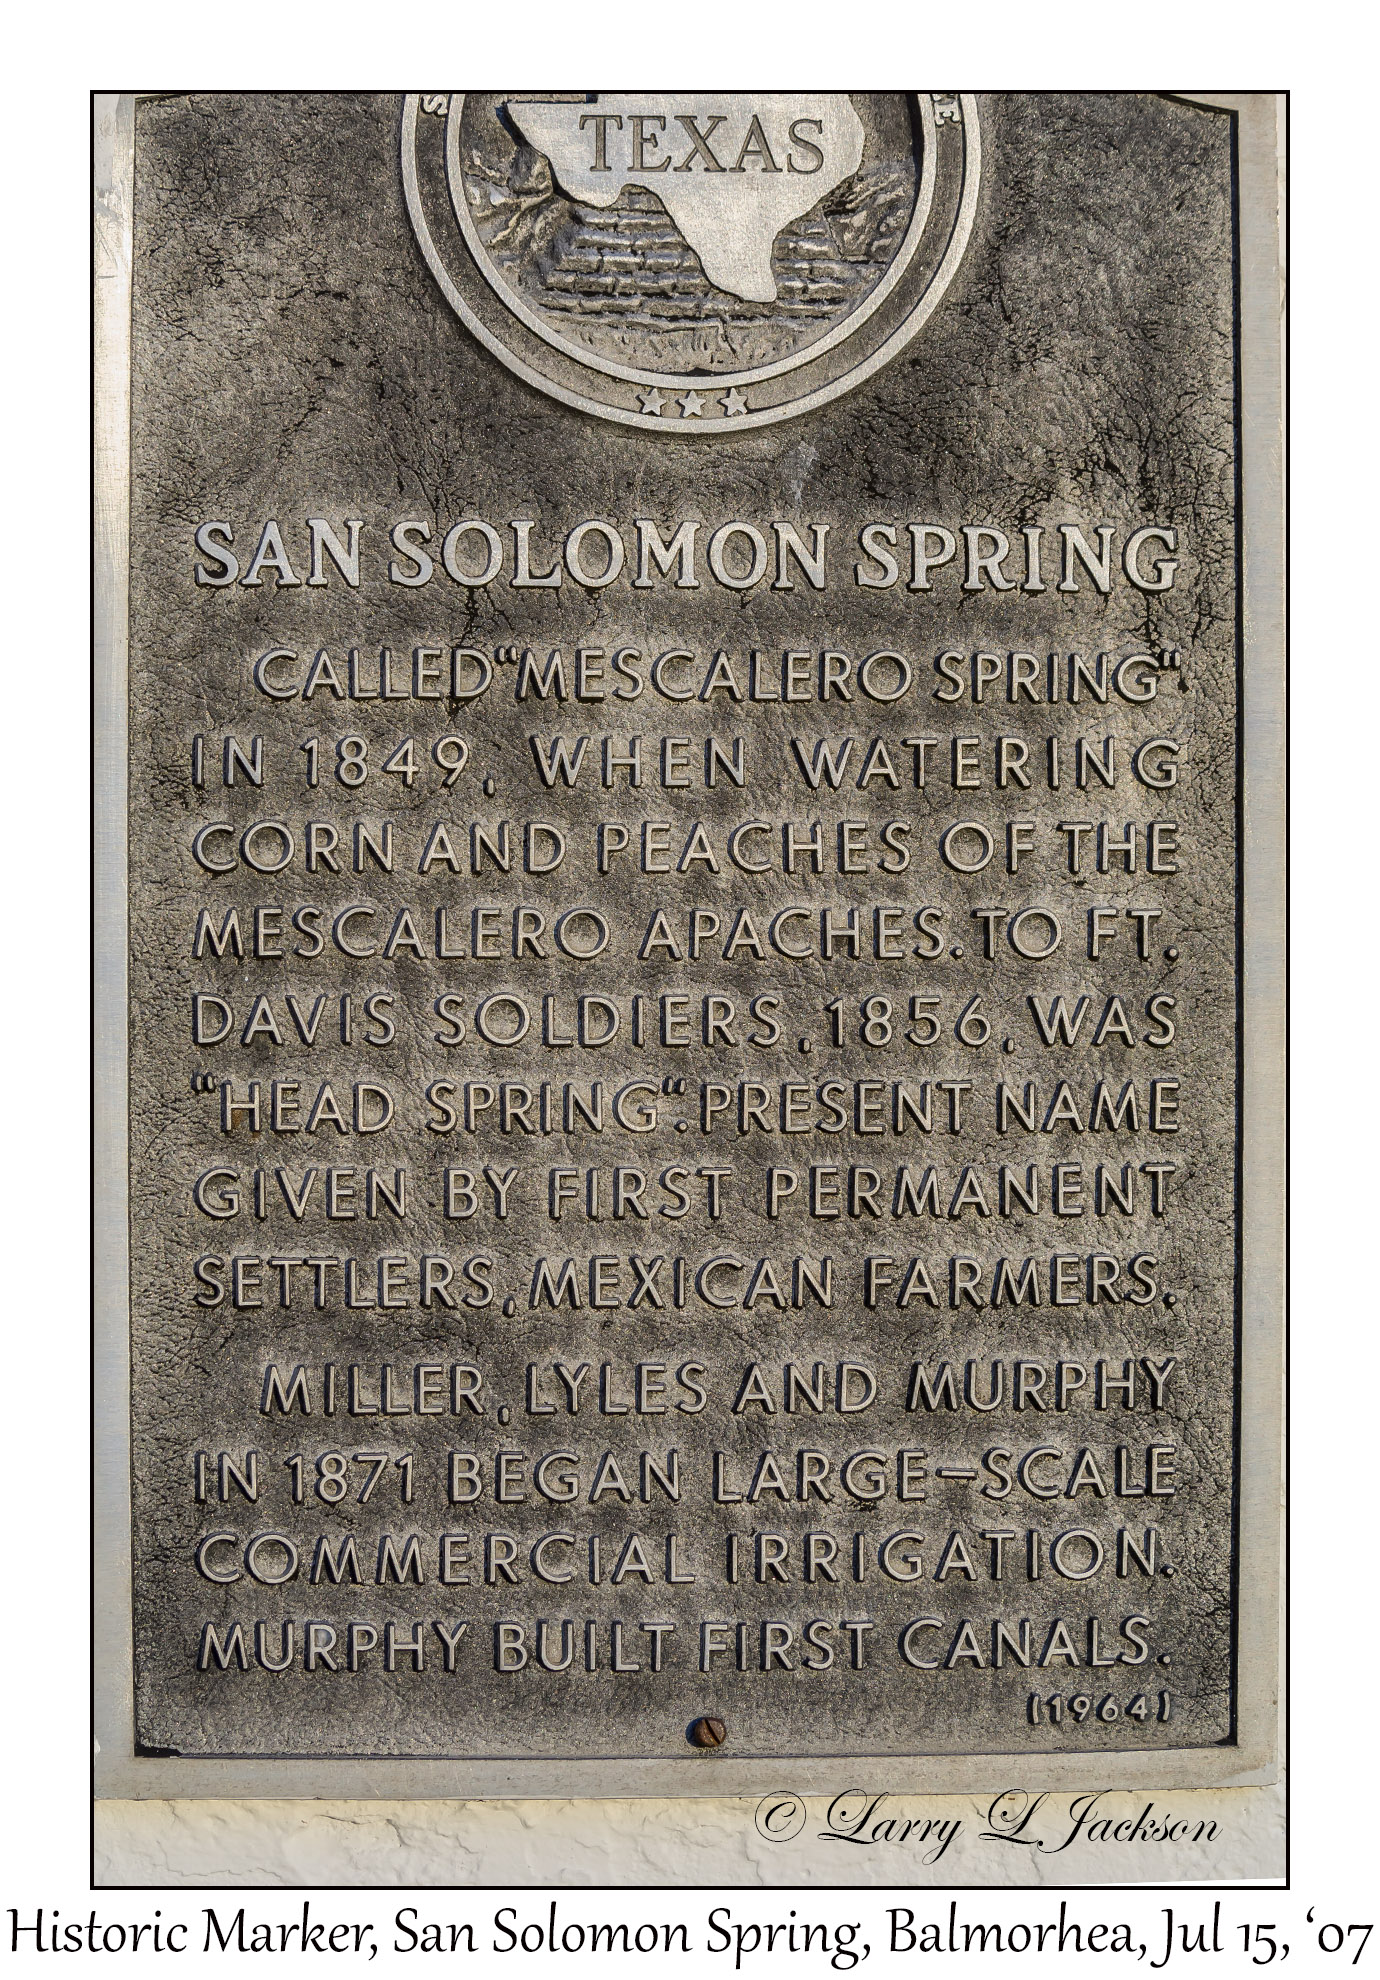 S
TEXAS
SAN SOLOMON SPRING
CALLED "MESCALERO SPRING"
IN 1849, WHEN WATERING
CORN AND PEACHES OF THE
MESCALERO APACHES. TO FT.
DAVIS SOLDIERS, 1856, WAS
"HEAD SPRING". PRESENT NAME
GIVEN BY FIRST PERMANENT
SETTLERS, MEXICAN FARMERS.
MILLER, LYLES AND MURPHY
IN 1871 BEGAN LARGE-SCALE
COMMERCIAL IRRIGATION.
MURPHY BUILT FIRST CANALS.
(1964)
© Larry L Jackson
Historic Marker, San Solomon Spring, Balmorhea, Jul 15, ‘07